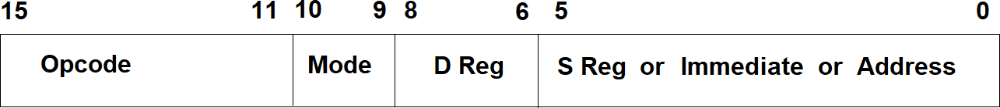 15 11 10 9 8 6 5 0
Opcode Mode D Reg S Reg or Immediate or Address